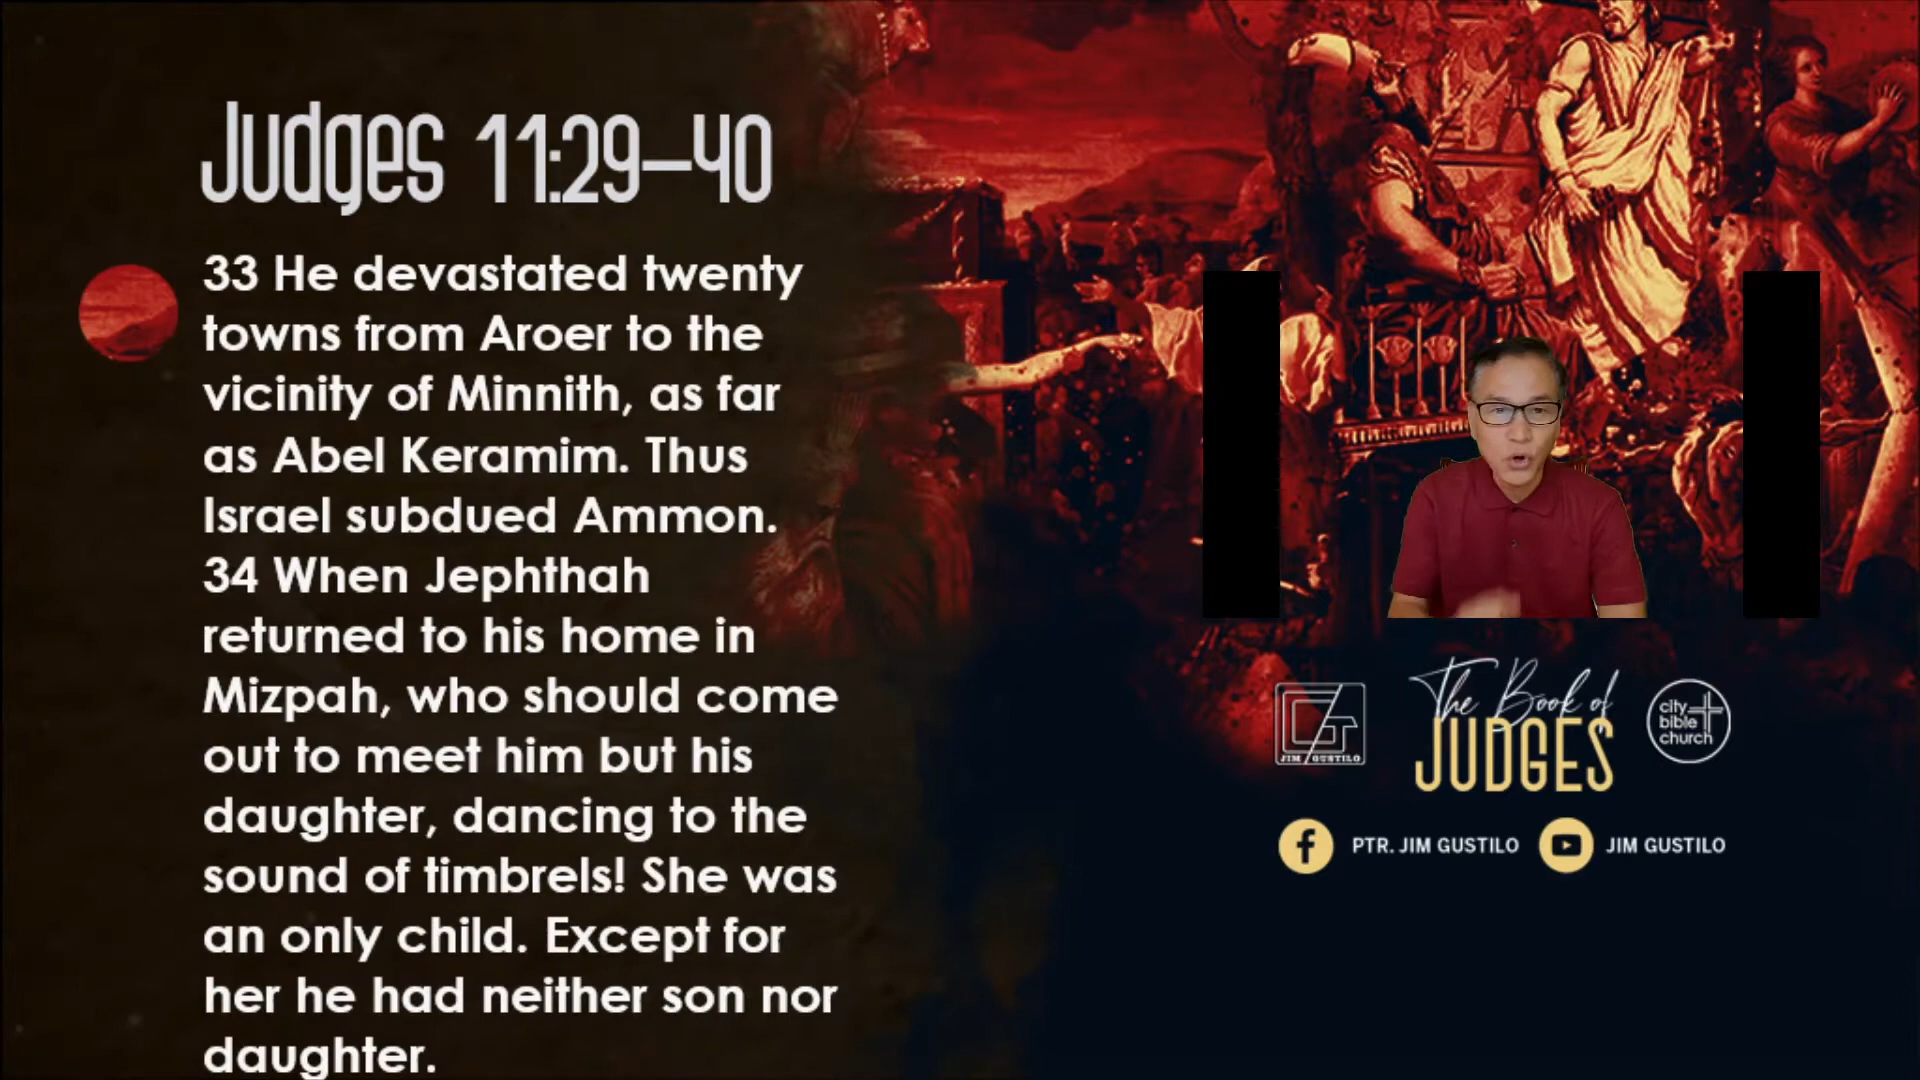 Judges 11:29–40
33 He devastated twenty
towns from Aroer to the
vicinity of Minnith, as far
as Abel Keramim. Thus
Israel subdued Ammon.
34 When Jephthah
returned to his home in
Mizpah, who should come
out to meet him but his
daughter, dancing to the
sound of timbrels! She was
an only child. Except for
her he had neither son nor
daughter.
JIM GUSTILO
The Book of
JUDGES
city
bible
church
PTR. JIM GUSTILO
JIM GUSTILO